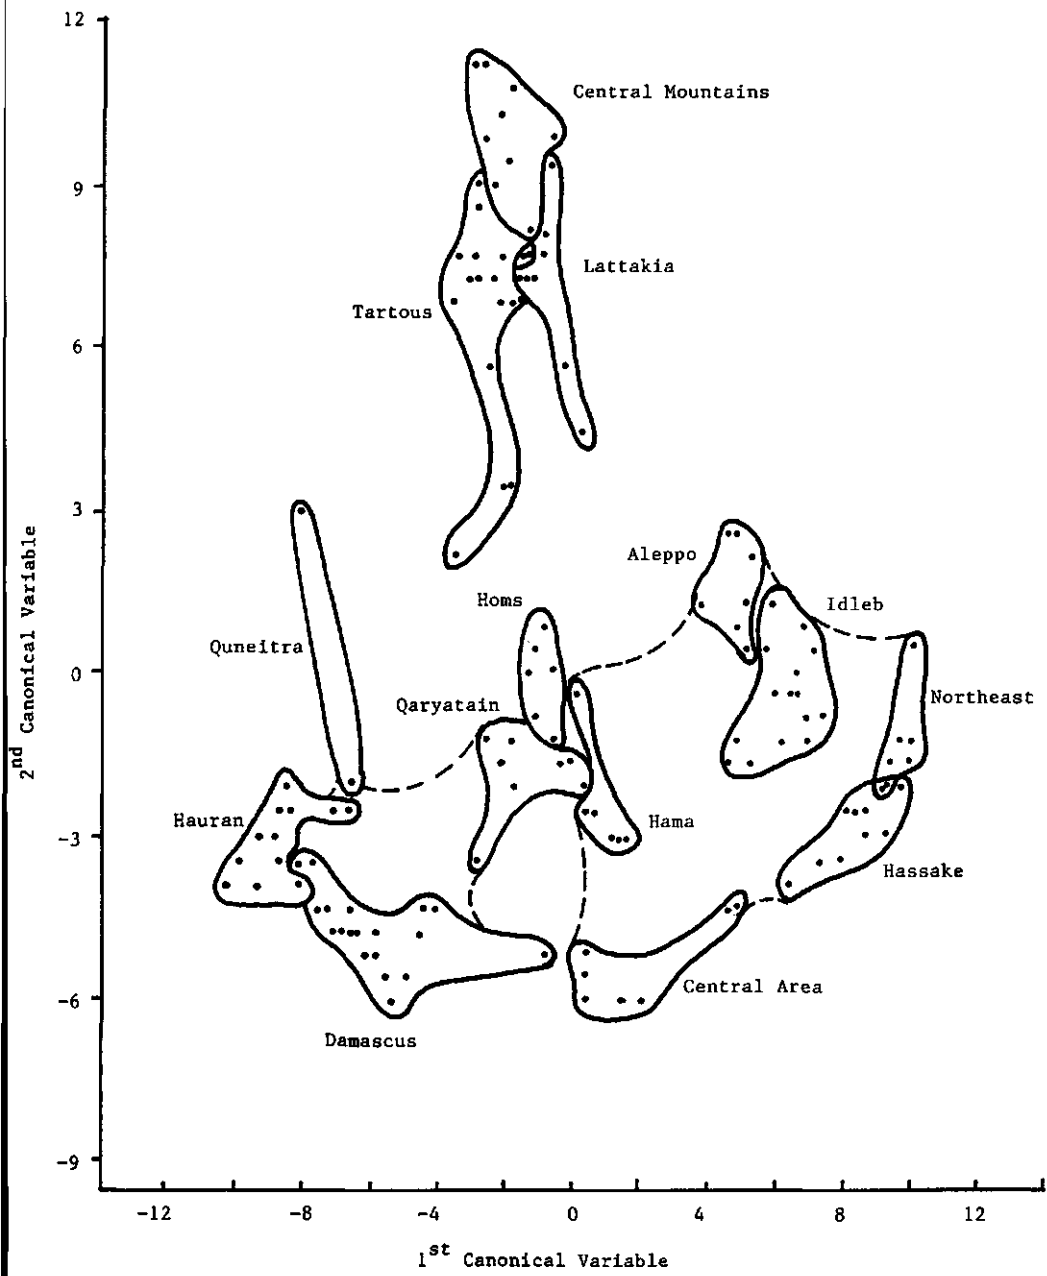 12
Central Mountains
9
Lattakia
Tartous
6
3
Aleppo
Homs
Idleb
Quneitra
0
Qaryatain
Northeast
2nd Canonical Variable
Hauran
Hama
-3
Hassake
Central Area
-6
Damascus
-9
-12 -8 -4 0 4 8 12
1st Canonical Variable